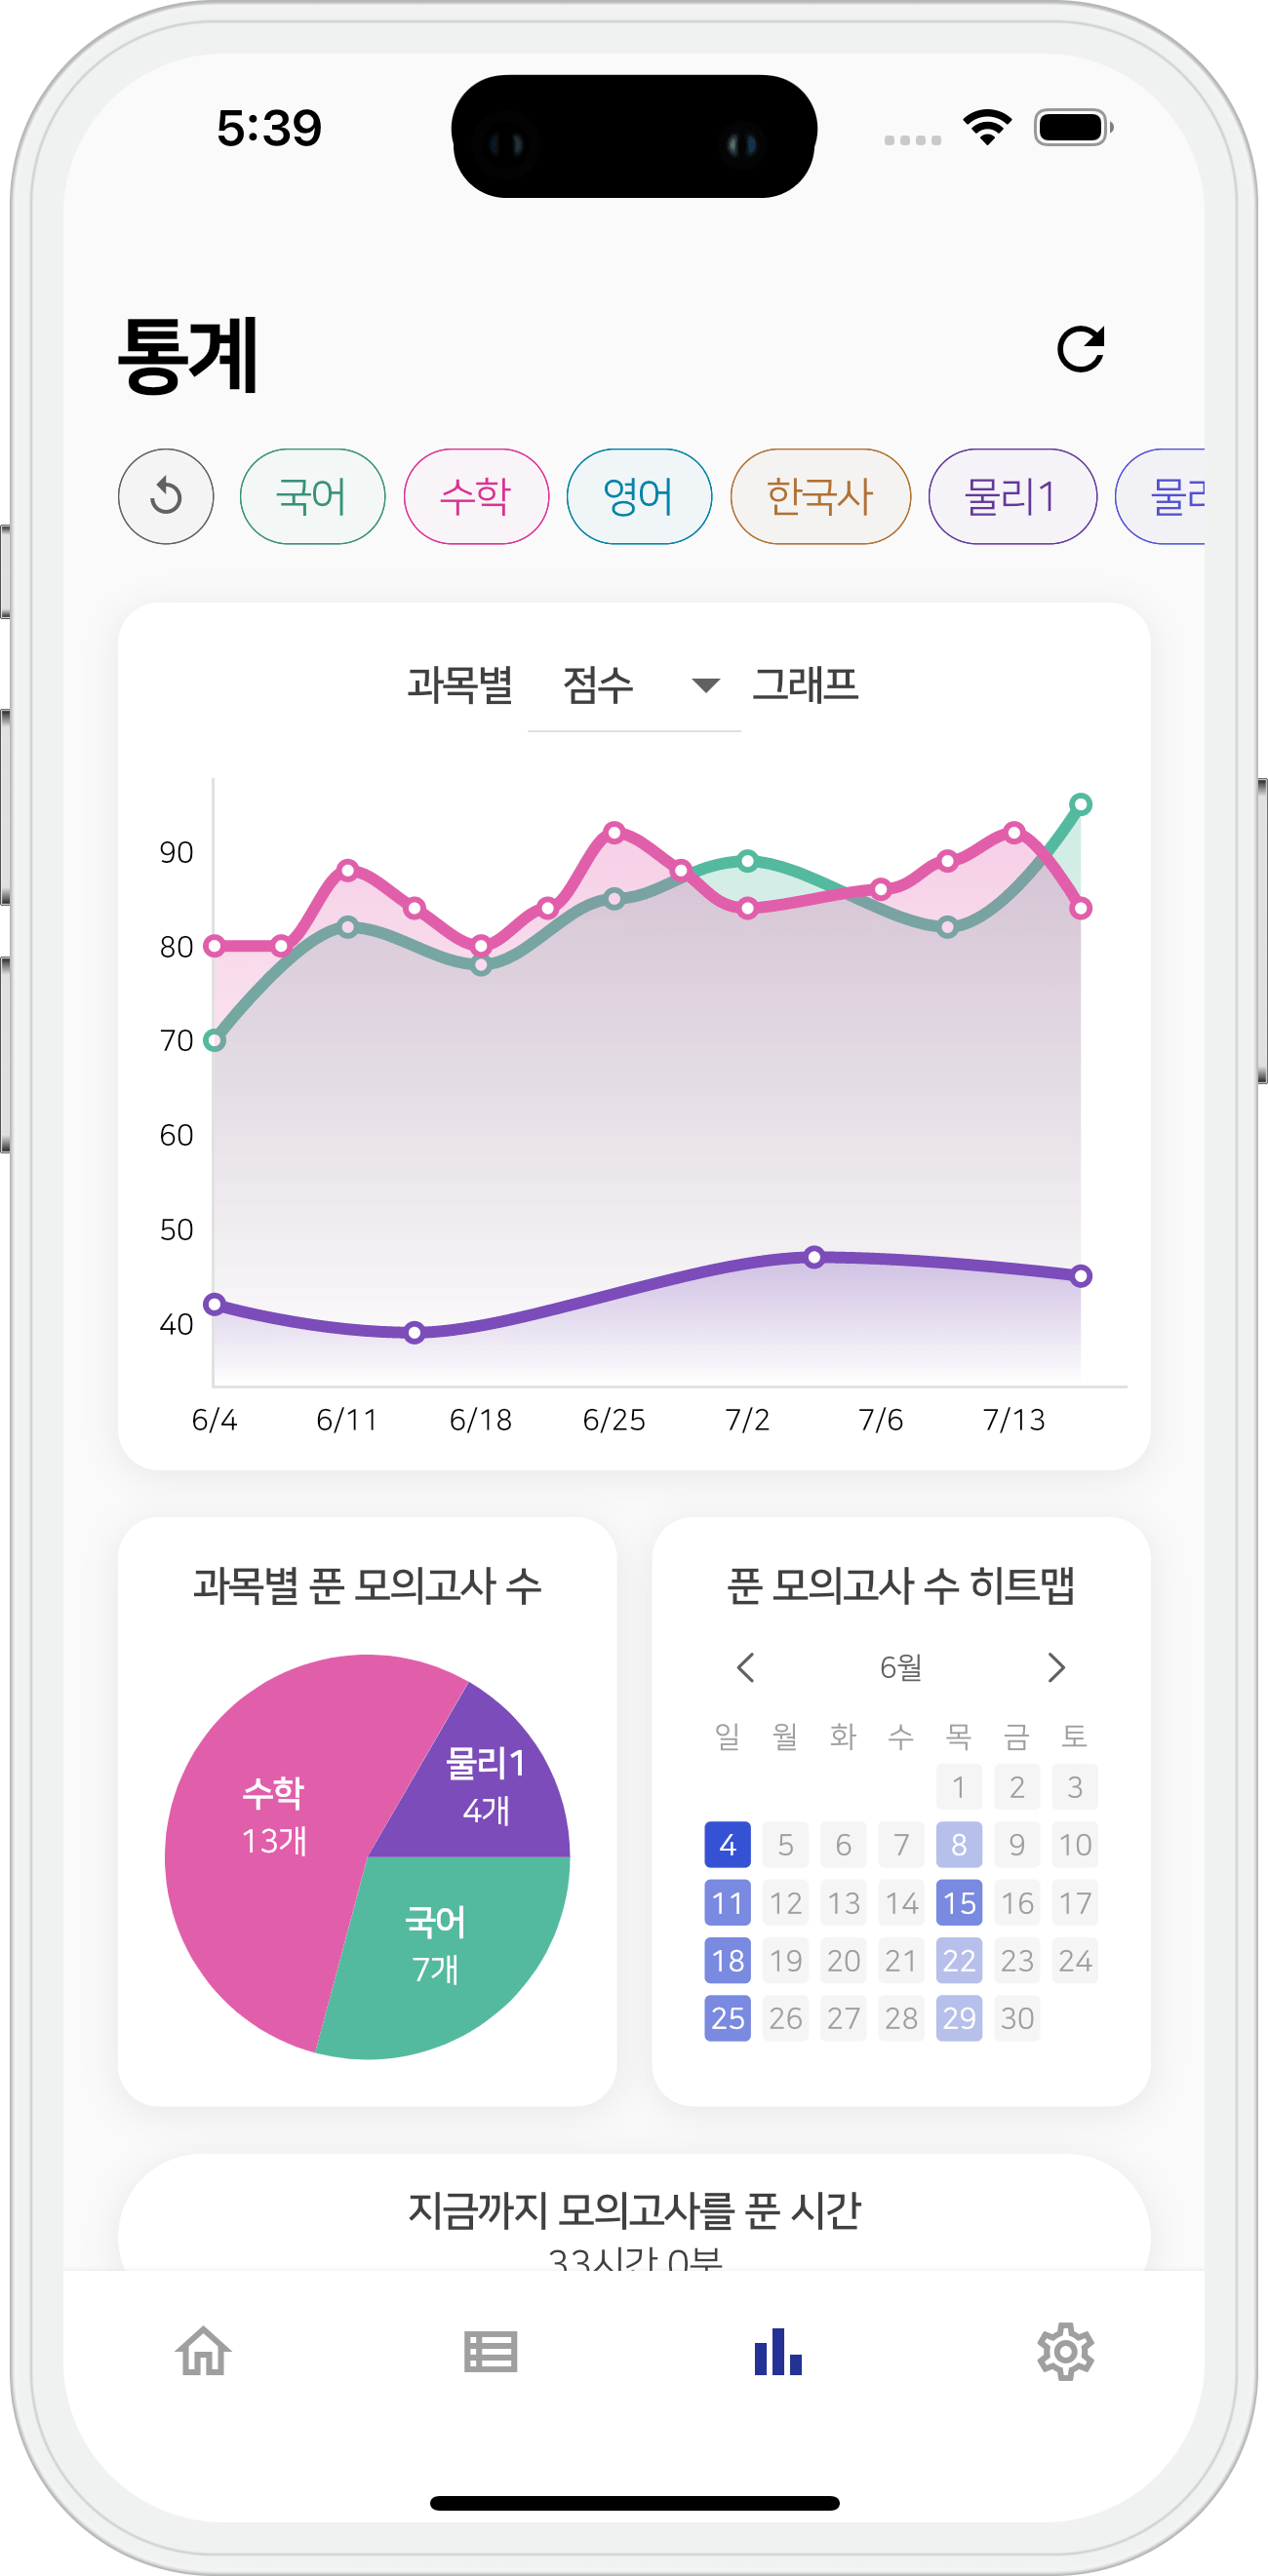 5:39
통계
국어 수학 영어 한국사 물리1 물리
과목별 점수 그래프
90
80
70
60
50
40
6/4 6/11 6/18 6/25 7/2 7/6 7/13
과목별 푼 모의고사 수
수학
13개
물리1
4개
국어
7개
푼 모의고사 수 히트맵
6월
일 월 화 수 목 금 토
1 2 3
4 5 6 7 8 9 10
11 12 13 14 15 16 17
18 19 20 21 22 23 24
25 26 27 28 29 30
지금까지 모의고사를 푼 시간
33시간 0분